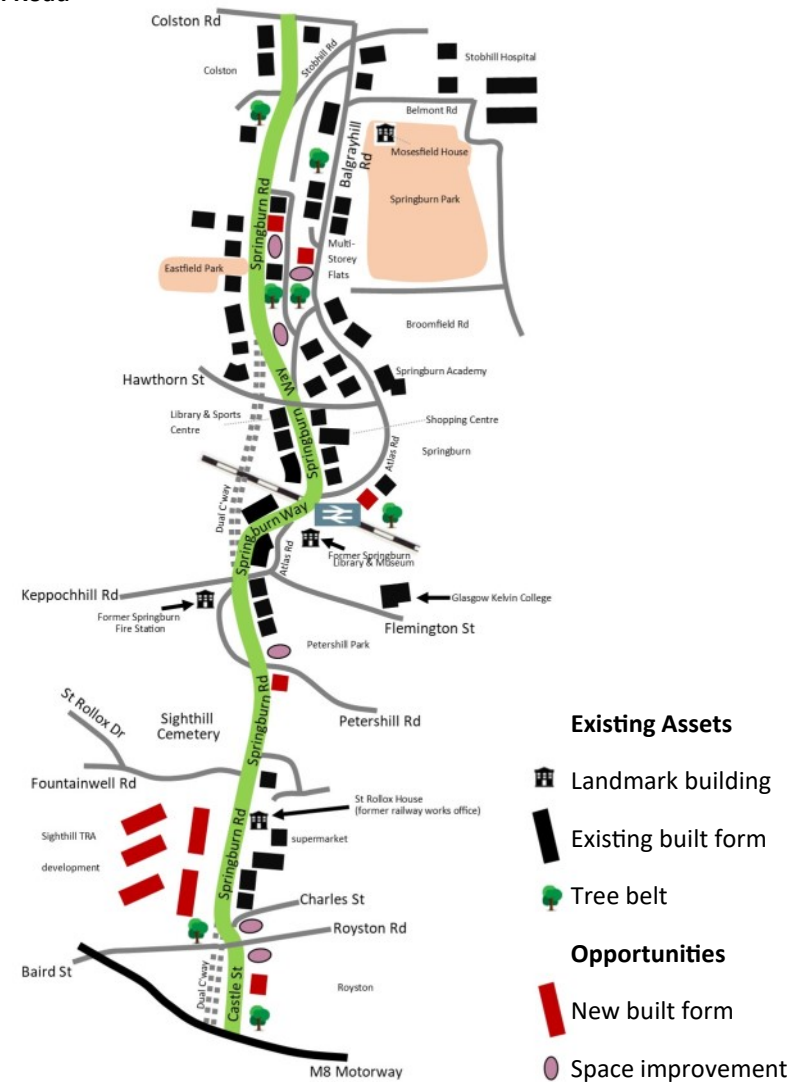 Colston Rd
Colston
Stobhill Rd
Stobhill Hospital
Belmont Rd
Balgrayhill
Rd
Mosesfield House
Springburn Park
Springburn Rd
Multi-
Storey
Flats
Eastfield Park
Broomfield Rd
Hawthorn St
Way
Springburn Academy
Library & Sports
Centre
Shopping Centre
Springburn
Springburn
Atlas Rd
Dual C'way
Springburn Way
Atlas Rd
Former Springburn
Library & Museum
Keppochhill Rd
Glasgow Kelvin College
Former Springburn
Fire Station
Flemington St
Petershill Park
Springburn Rd
Petershill Rd
St Rollox Dr
Sighthill
Cemetery
Fountainwell Rd
St Rollox House
(former railway works office)
Springburn Rd
Sighthill TRA
development
supermarket
Charles St
Royston Rd
Baird St
Dual C'way
Castle St
Royston
M8 Motorway
Existing Assets
Landmark building
Existing built form
Tree belt
Opportunities
New built form
Space improvement